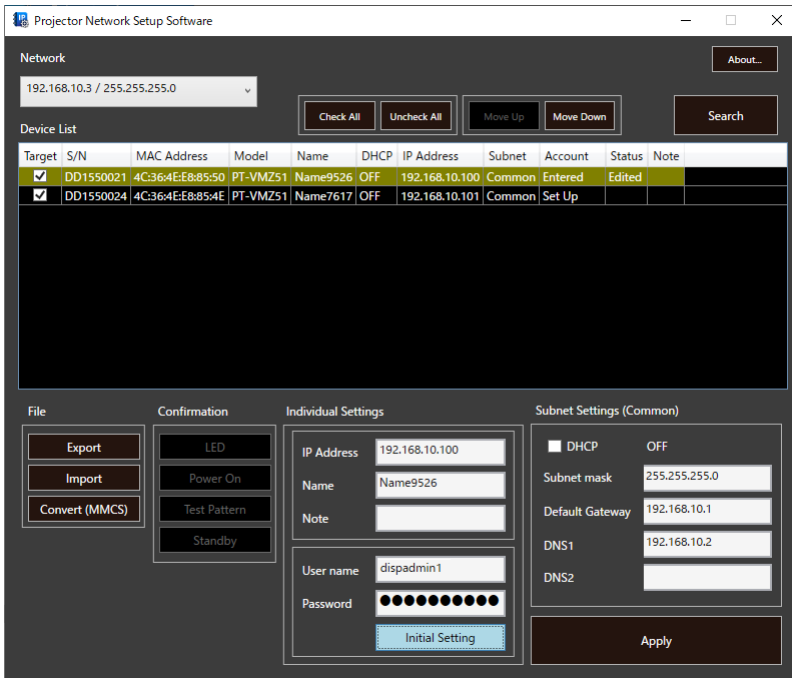 Projector Network Setup Software
Network
About...
192.168.10.3 / 255.255.255.0
Check All Uncheck All Move Up Move Down Search
Device List
Target S/N MAC Address Model Name DHCP IP Address Subnet Account Status Note
DD1550021 4C:36:4E:E8:85:50 PT-VMZ51 Name9526 OFF 192.168.10.100 Common Entered Edited
DD1550024 4C:36:4E:E8:85:4E PT-VMZ51 Name7617 OFF 192.168.10.101 Common Set Up
File
Export
Import
Convert (MMCS)
Confirmation
LED
Power On
Test Pattern
Standby
Individual Settings
IP Address 192.168.10.100
Name Name9526
Note
User name dispadmin1
Password ●●●●●●●●●●
Initial Setting
Subnet Settings (Common)
DHCP OFF
Subnet mask 255.255.255.0
Default Gateway 192.168.10.1
DNS1 192.168.10.2
DNS2
Apply